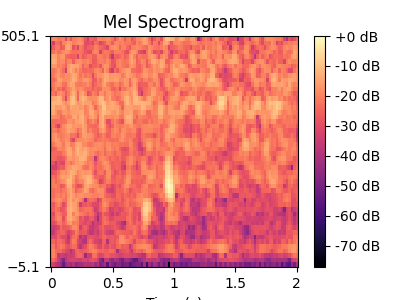 Mel Spectrogram
505.1
−5.1
0
0.5
1
1.5
2
+0 dB
-10 dB
-20 dB
-30 dB
-40 dB
-50 dB
-60 dB
-70 dB